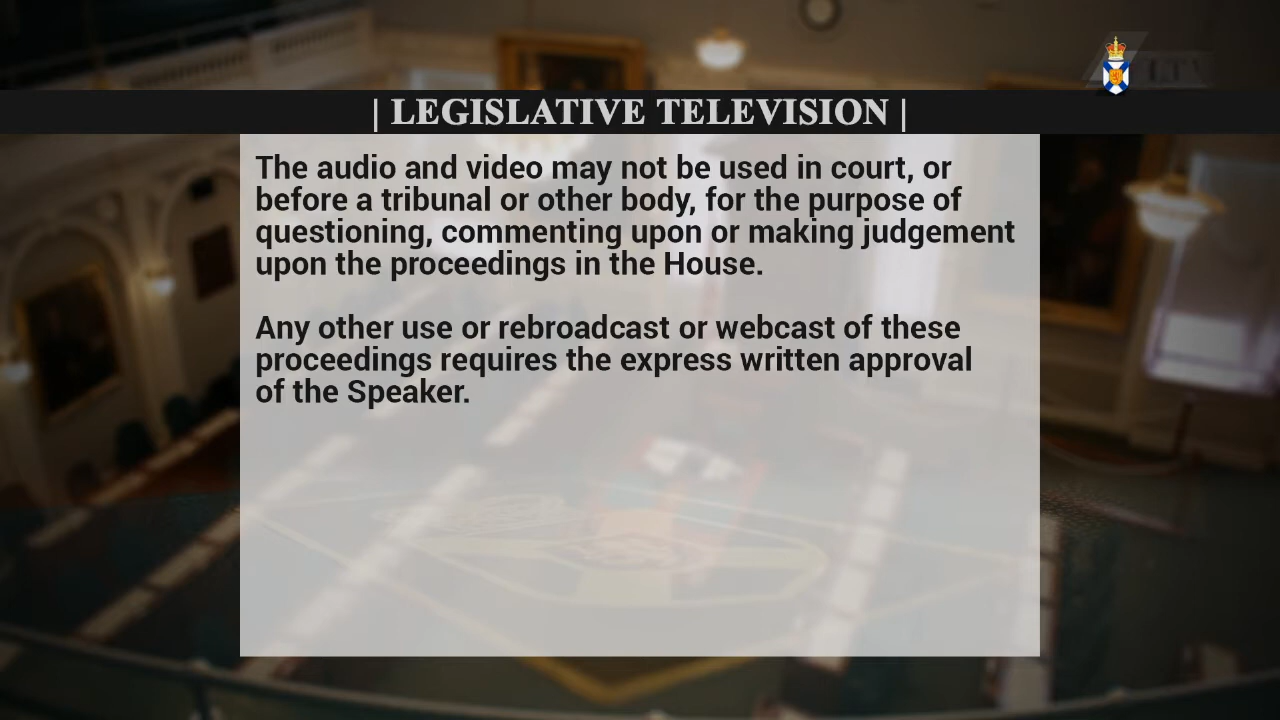 | LEGISLATIVE TELEVISION |
The audio and video may not be used in court, or
before a tribunal or other body, for the purpose of
questioning, commenting upon or making judgement
upon the proceedings in the House.
Any other use or rebroadcast or webcast of these
proceedings requires the express written approval
of the Speaker.